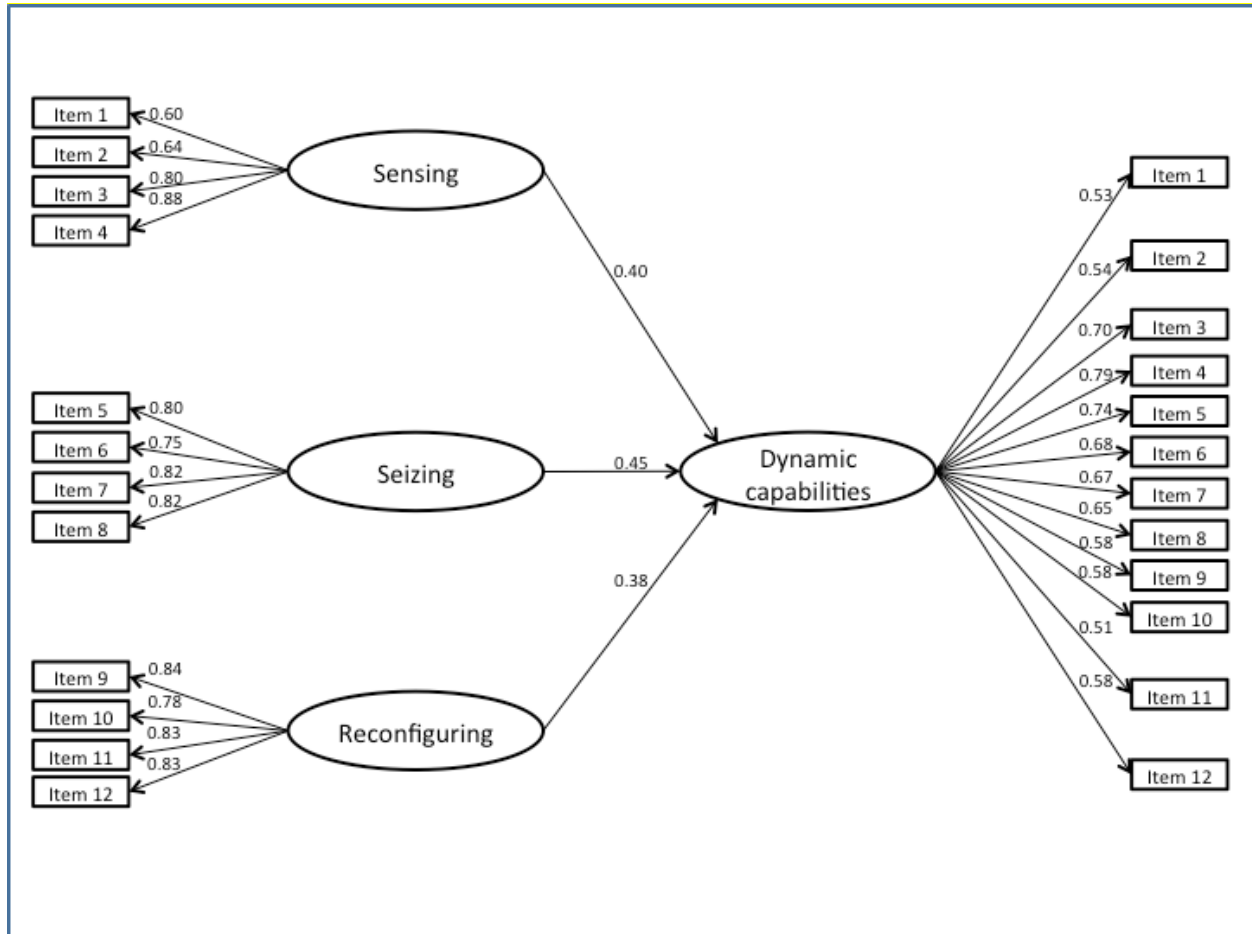 Item 1
0.60
Item 2
0.64
Item 3
0.80
Item 4
0.88
Sensing
0.40
Item 5
0.80
Item 6
0.75
Item 7
0.82
Item 8
0.82
Seizing
0.45
Item 9
0.84
Item 10
0.78
Item 11
0.83
Item 12
0.83
Reconfiguring
0.38
Dynamic
capabilities
0.53
Item 1
0.54
Item 2
0.70
Item 3
0.79
Item 4
0.74
Item 5
0.68
Item 6
0.67
Item 7
0.65
Item 8
0.58
Item 9
0.58
Item 10
0.51
Item 11
0.58
Item 12